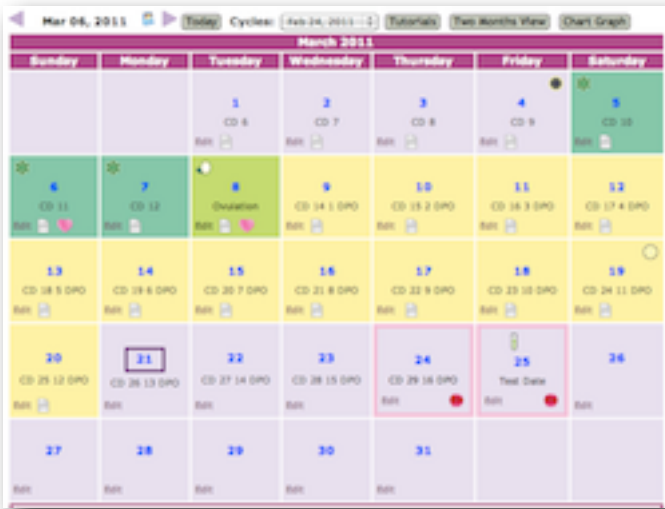 Mar 06, 2011 Today Cycles: Feb 24, 2011 Tutorials Two Months View Chart Graph
March 2011
Sunday Monday Tuesday Wednesday Thursday Friday Saturday
1 2 3 4 5
CD 6 CD 7 CD 8 CD 9 CD 10
Edit Edit Edit Edit
6 7 8 9 10 11 12
CD 11 CD 12 Ovulation CD 14 1 DPO CD 15 2 DPO CD 16 3 DPO CD 17 4 DPO
Edit Edit Edit Edit Edit Edit Edit
13 14 15 16 17 18 19
CD 18 5 DPO CD 19 6 DPO CD 20 7 DPO CD 21 8 DPO CD 22 9 DPO CD 23 10 DPO CD 24 11 DPO
Edit Edit Edit Edit Edit Edit Edit
20 21 22 23 24 25 26
CD 25 12 DPO CD 26 13 DPO CD 27 14 DPO CD 28 15 DPO CD 29 16 DPO Test Date
Edit Edit Edit Edit Edit Edit Edit
27 28 29 30 31
Edit Edit Edit Edit Edit